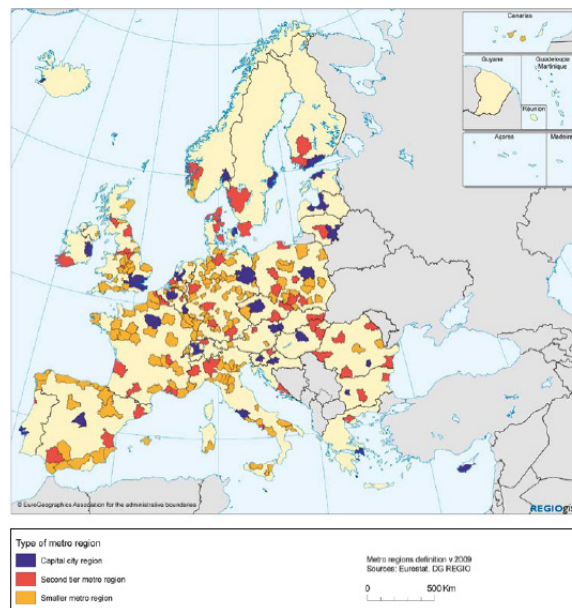 Canarias
Guyane
Guadeloupe
Martinique
Réunion
Açores
Madeira
© EuroGeographics Association for the administrative boundaries
REGIOgis
Type of metro region
Capital city region
Second tier metro region
Smaller metro region
Metro regions definition v 2009
Sources: Eurostat, DG REGIO
0
500 Km